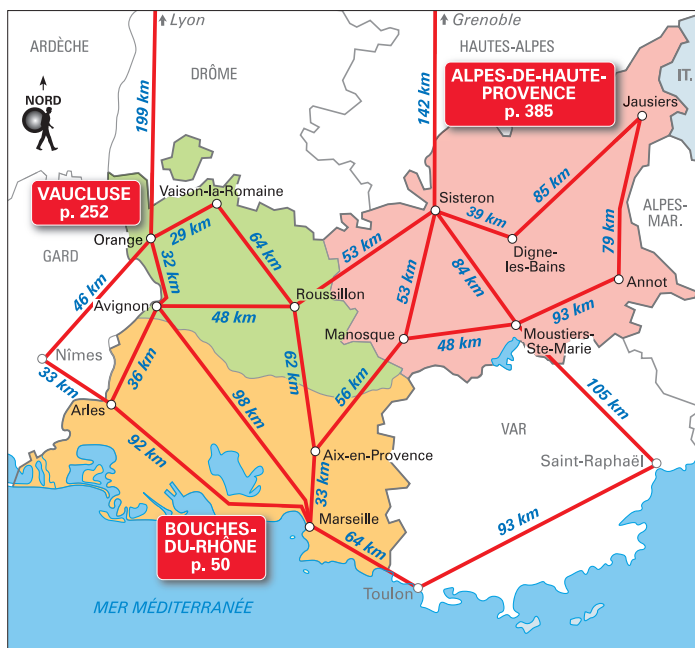 Lyon
Grenoble
ARDÈCHE
DRÔME
HAUTES-ALPES
IT.
NORD
199 km
142 km
ALPES-DE-HAUTE-
PROVENCE
p. 385
Jausiers
VAUCLUSE
p. 252
Vaison-la-Romaine
Sisteron
85 km
ALPES-
MAR.
Orange
29 km
64 km
53 km
39 km
Digne-
les-Bains
79 km
GARD
32 km
46 km
53 km
84 km
Annot
Avignon
48 km
Roussillon
93 km
Manosque
48 km
Moustiers-
Ste-Marie
Nîmes
33 km
36 km
98 km
62 km
56 km
105 km
Arles
92 km
VAR
Aix-en-Provence
Saint-Raphaël
33 km
BOUCHES-
DU-RHÔNE
p. 50
Marseille
64 km
93 km
Toulon
MER MÉDITERRANÉE